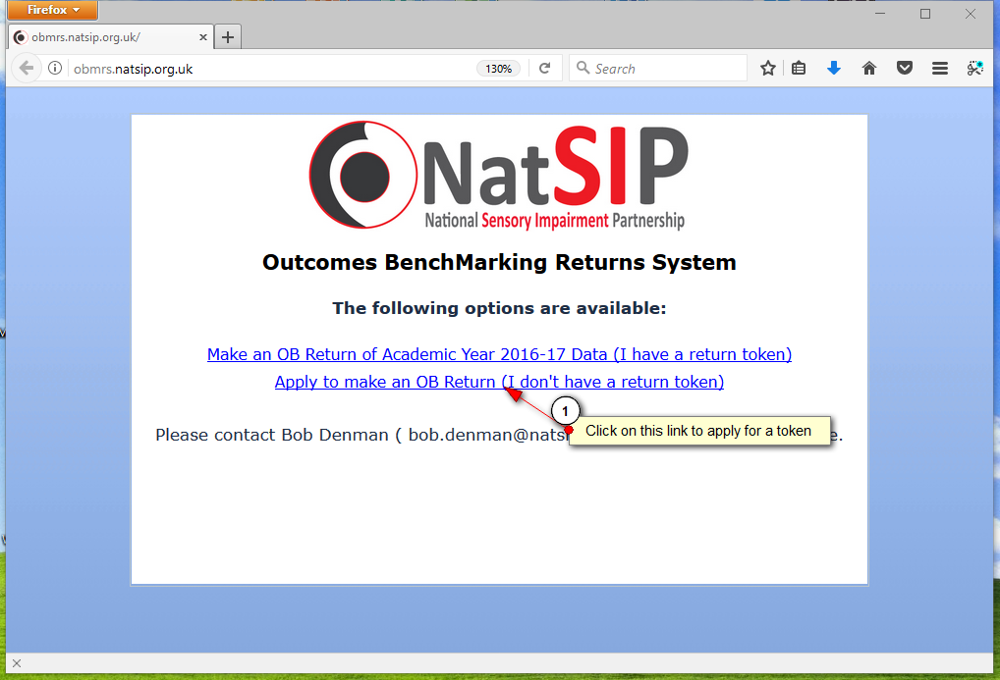 Firefox
obmrs.natsip.org.uk/
obmrs.natsip.org.uk 130% Search
NatSIP
National Sensory Impairment Partnership
Outcomes BenchMarking Returns System
The following options are available:
Make an OB Return of Academic Year 2016-17 Data (I have a return token)
Apply to make an OB Return (I don't have a return token)
1
Click on this link to apply for a token
Please contact Bob Denman ( bob.denman@nats